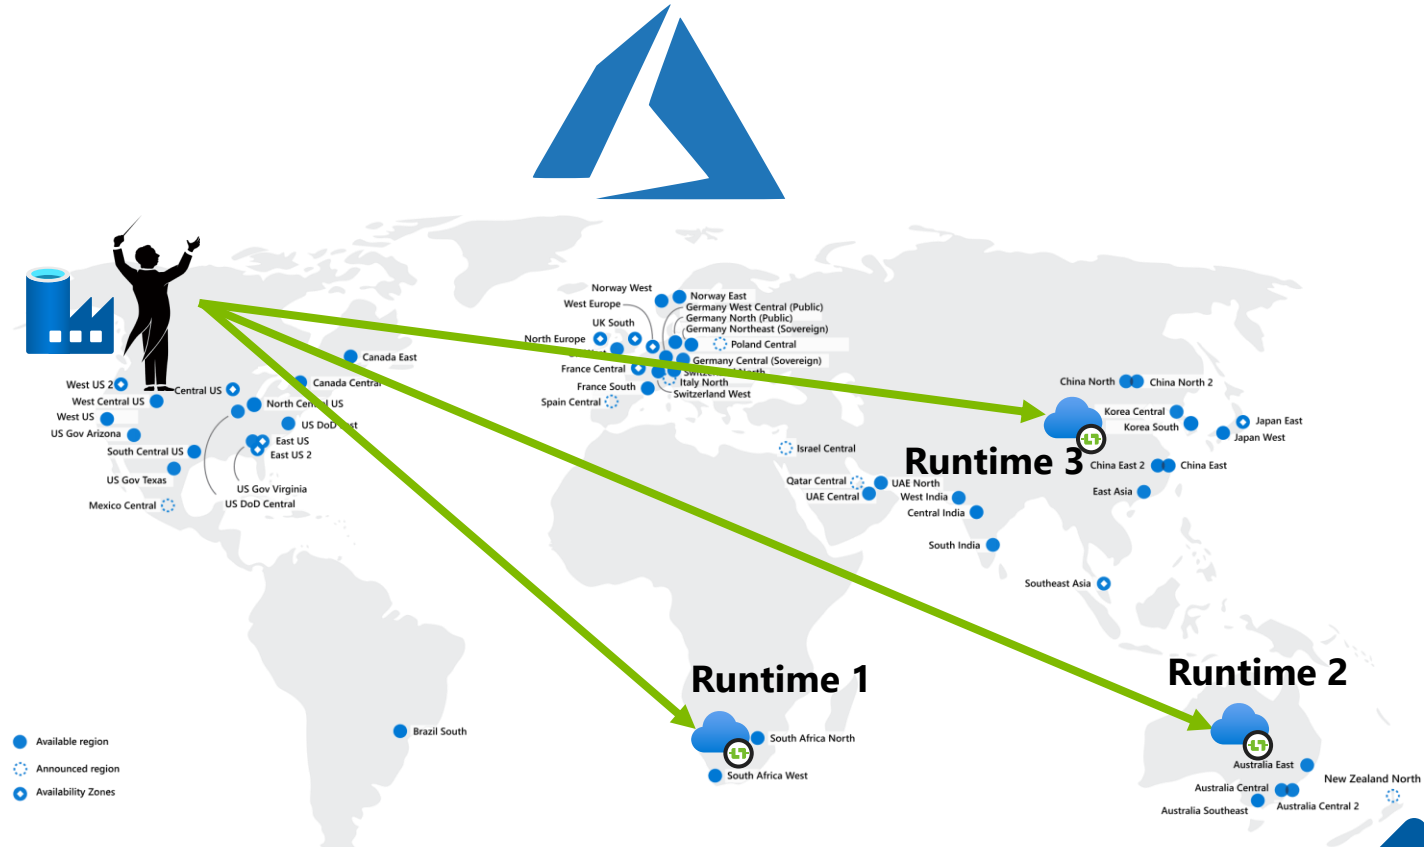 Norway West
Norway East
West Europe
Germany West Central (Public)
Germany North (Public)
UK South
Germany Northeast (Sovereign)
North Europe
Poland Central
Canada East
Germany Central (Sovereign)
France Central
Switzerland North
West US 2
Central US
Canada Central
France South
Italy North
China North
China North 2
West Central US
North Central US
Spain Central
Switzerland West
Korea Central
West US
US DoD East
Korea South
Japan East
US Gov Arizona
East US
Japan West
South Central US
East US 2
Israel Central
Runtime 3
China East 2
China East
US Gov Texas
US Gov Virginia
Qatar Central
UAE North
East Asia
Mexico Central
US DoD Central
UAE Central
West India
Central India
South India
Southeast Asia
Runtime 1
Runtime 2
Brazil South
South Africa North
Available region
Australia East
Announced region
South Africa West
New Zealand North
Availability Zones
Australia Central
Australia Southeast
Australia Central 2